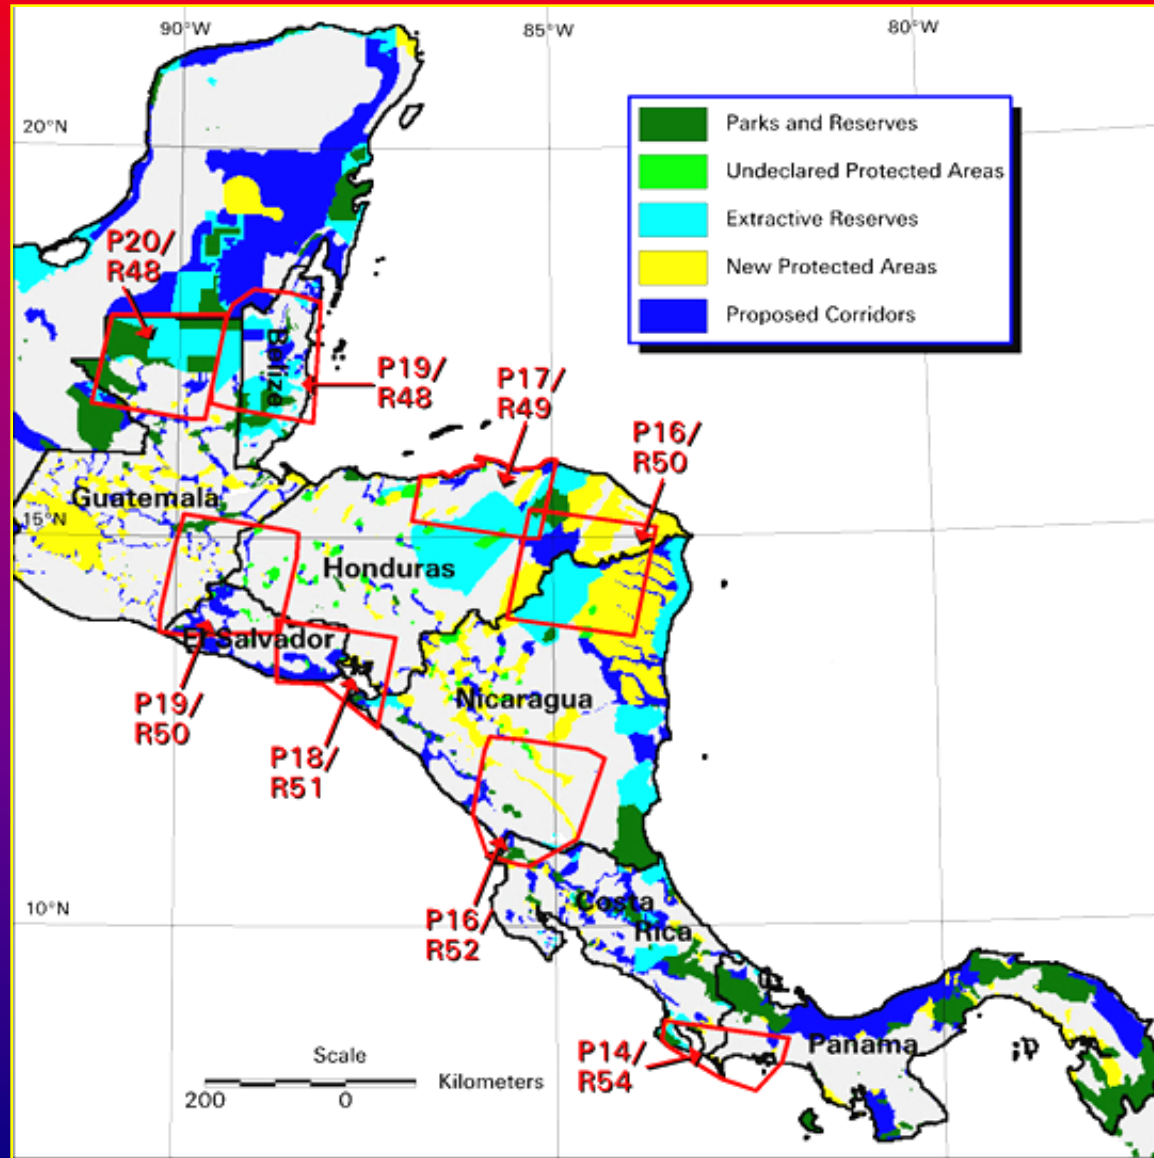 90°W
85°W
80°W
20°N
Parks and Reserves
Undeclared Protected Areas
Extractive Reserves
New Protected Areas
Proposed Corridors
P20/
R48
Belize
P19/
R48
P17/
R49
P16/
R50
Guatemala
15°N
Honduras
El Salvador
P19/
R50
P18/
R51
Nicaragua
10°N
P16/
R52
Costa
Rica
P14/
R54
Panama
Scale
Kilometers
200 0